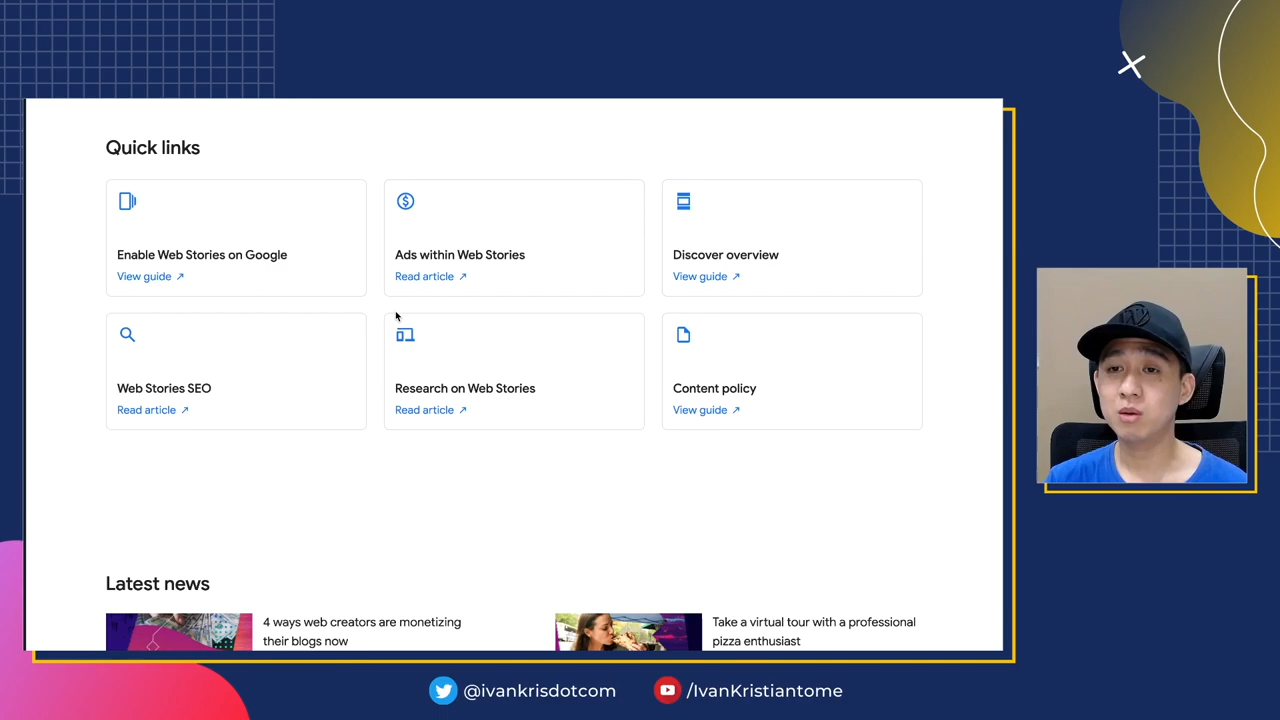 Quick links
Enable Web Stories on Google
View guide ↗
Ads within Web Stories
Read article ↗
Discover overview
View guide ↗
Web Stories SEO
Read article ↗
Research on Web Stories
Read article ↗
Content policy
View guide ↗
Latest news
4 ways web creators are monetizing
their blogs now
Take a virtual tour with a professional
pizza enthusiast
@ivankrisdotcom
/IvanKristiantome